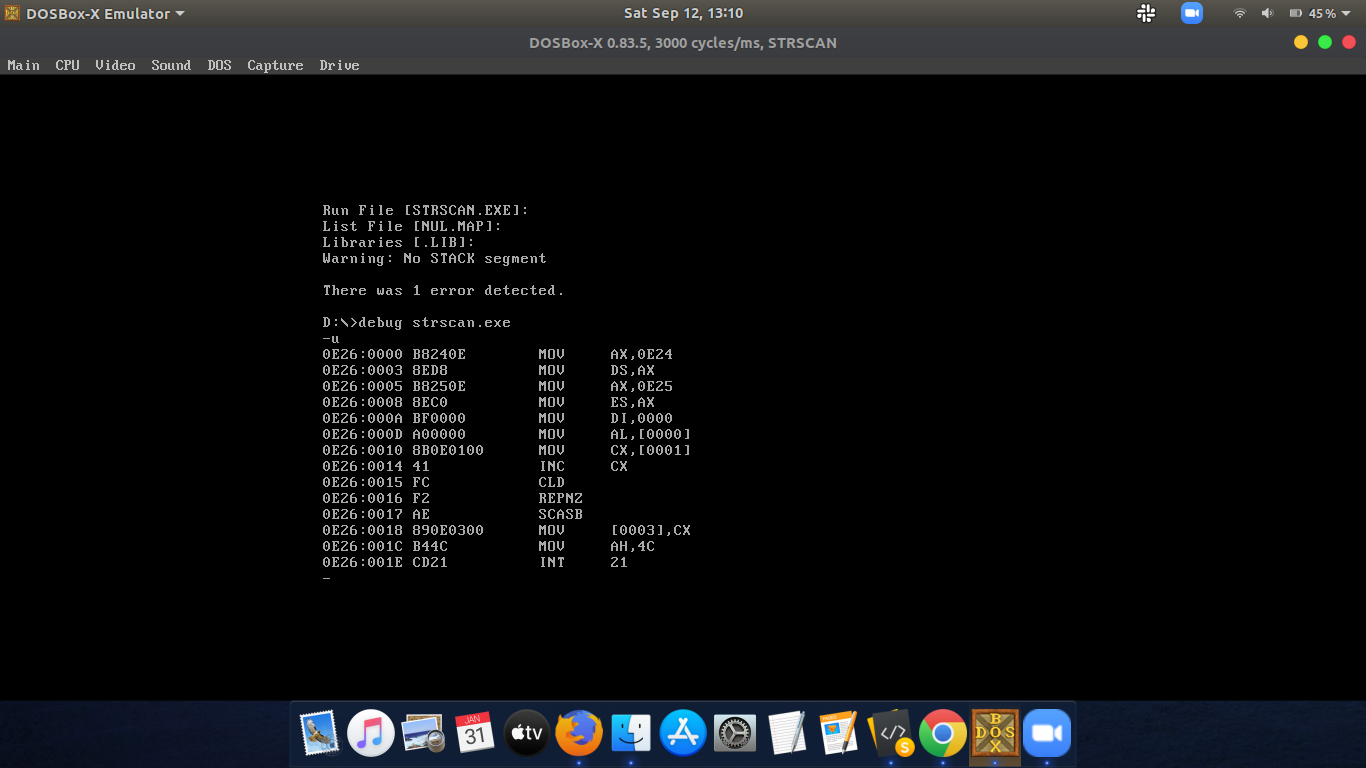 DOSBox-X Emulator Sat Sep 12, 13:10 45%
DOSBox-X 0.83.5, 3000 cycles/ms, STRSCAN
Main CPU Video Sound DOS Capture Drive
Run File [STRSCAN.EXE]:
List File [NUL.MAP]:
Libraries [.LIB]:
Warning: No STACK segment
There was 1 error detected.
D:\>debug strscan.exe
-u
0E26:0000 B8240E MOV AX,0E24
0E26:0003 8ED8 MOV DS,AX
0E26:0005 B8250E MOV AX,0E25
0E26:0008 8EC0 MOV ES,AX
0E26:000A BF0000 MOV DI,0000
0E26:000D A00000 MOV AL,[0000]
0E26:0010 8B0E0100 MOV CX,[0001]
0E26:0014 41 INC CX
0E26:0015 FC CLD
0E26:0016 F2 REPNZ
0E26:0017 AE SCASB
0E26:0018 890E0300 MOV [0003],CX
0E26:001C B44C MOV AH,4C
0E26:001E CD21 INT 21
-
JAN
31
tv
S
B
DOS
X